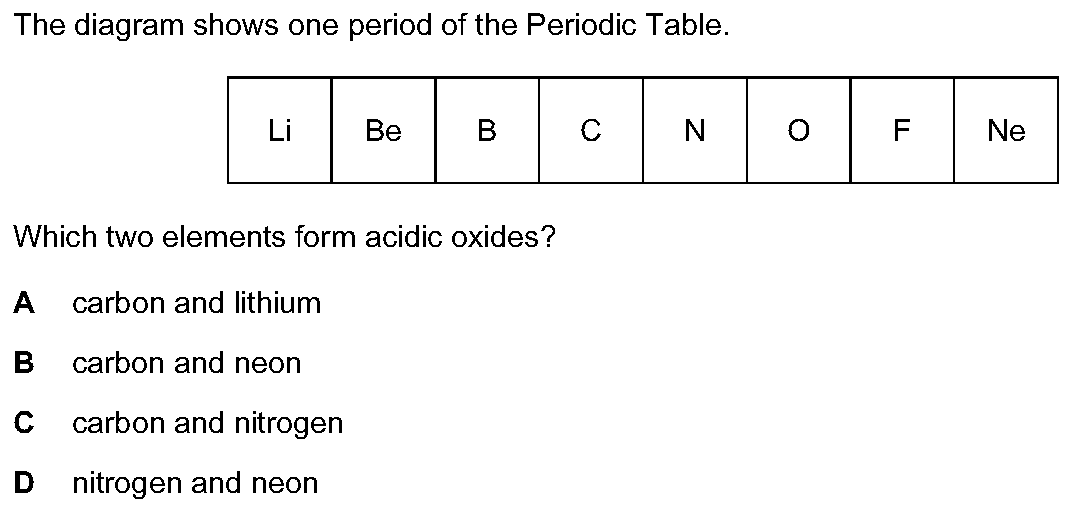 The diagram shows one period of the Periodic Table.
Li Be B C N O F Ne
Which two elements form acidic oxides?
A carbon and lithium
B carbon and neon
C carbon and nitrogen
D nitrogen and neon